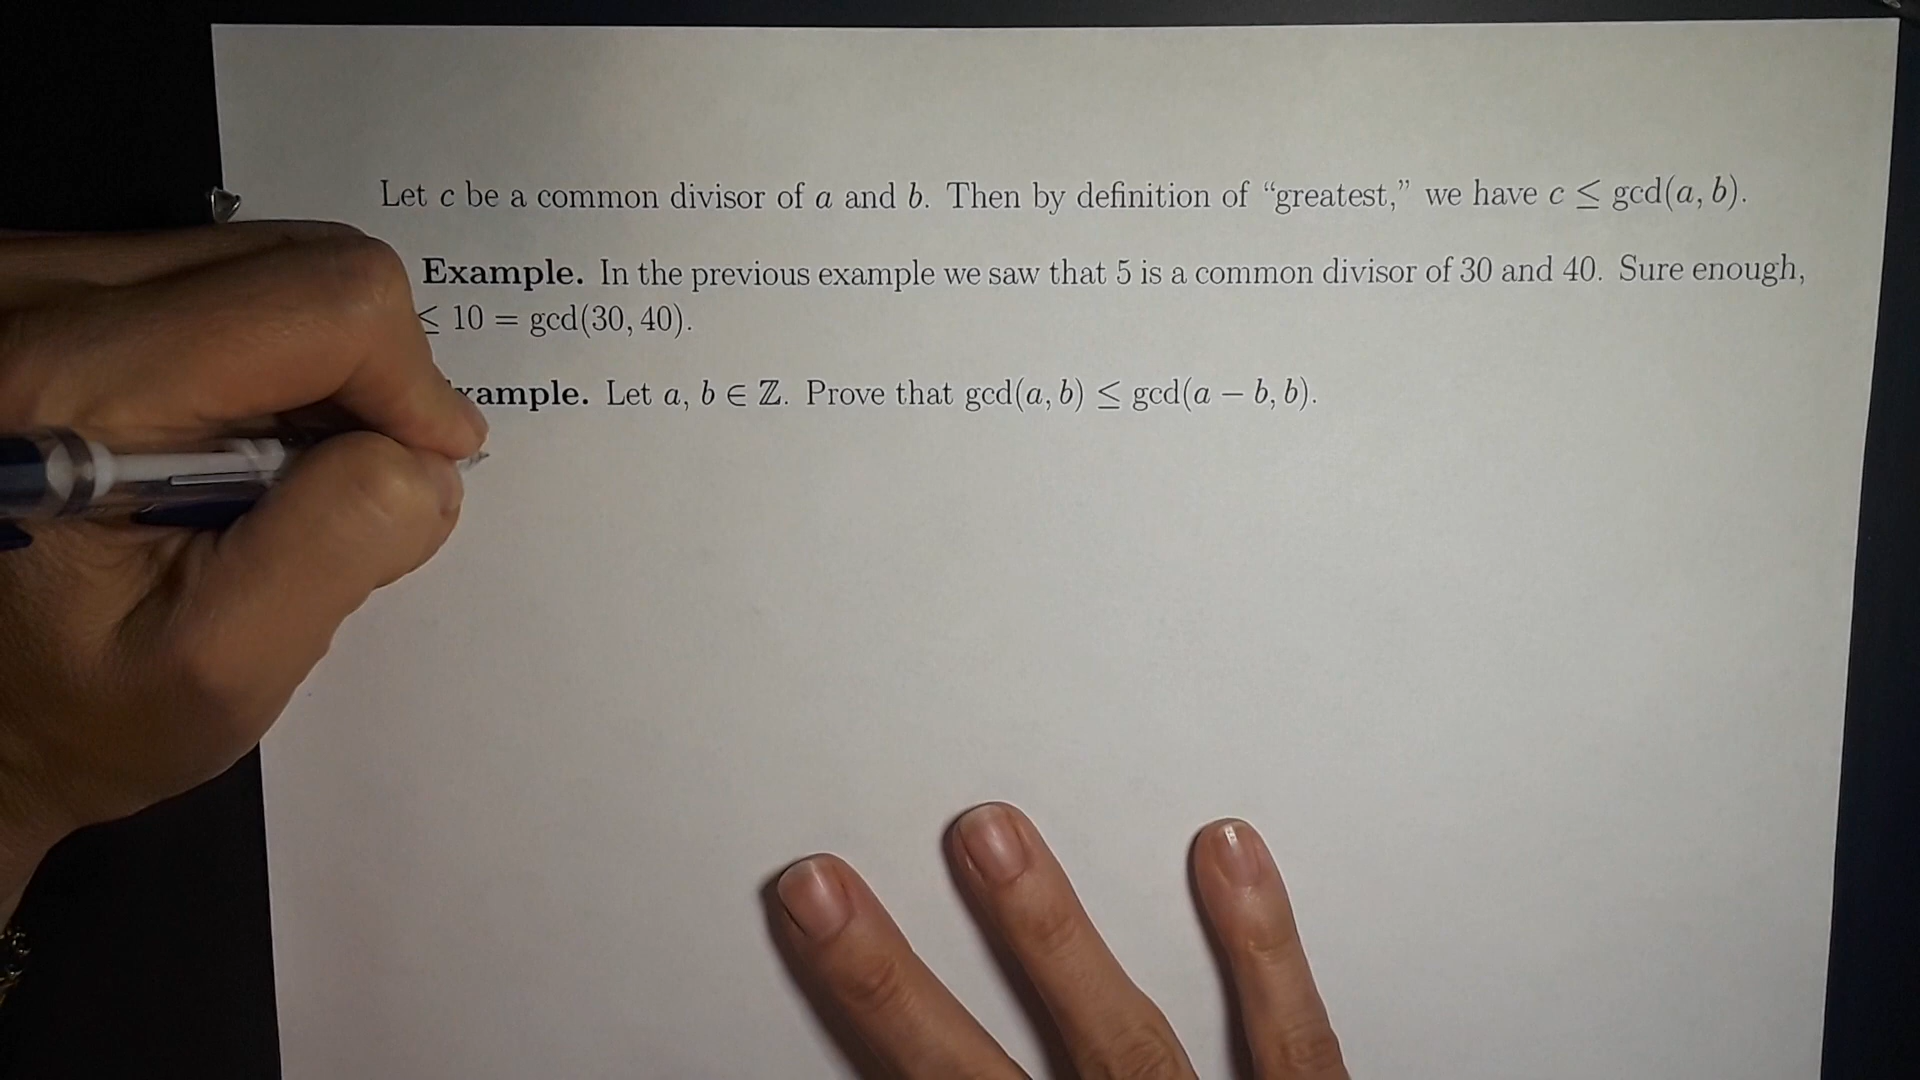 Let c be a common divisor of a and b. Then by definition of “greatest,” we have c ≤ gcd(a, b).
Example. In the previous example we saw that 5 is a common divisor of 30 and 40. Sure enough,
≤ 10 = gcd(30, 40).
xample. Let a, b ∈ ℤ. Prove that gcd(a, b) ≤ gcd(a − b, b).